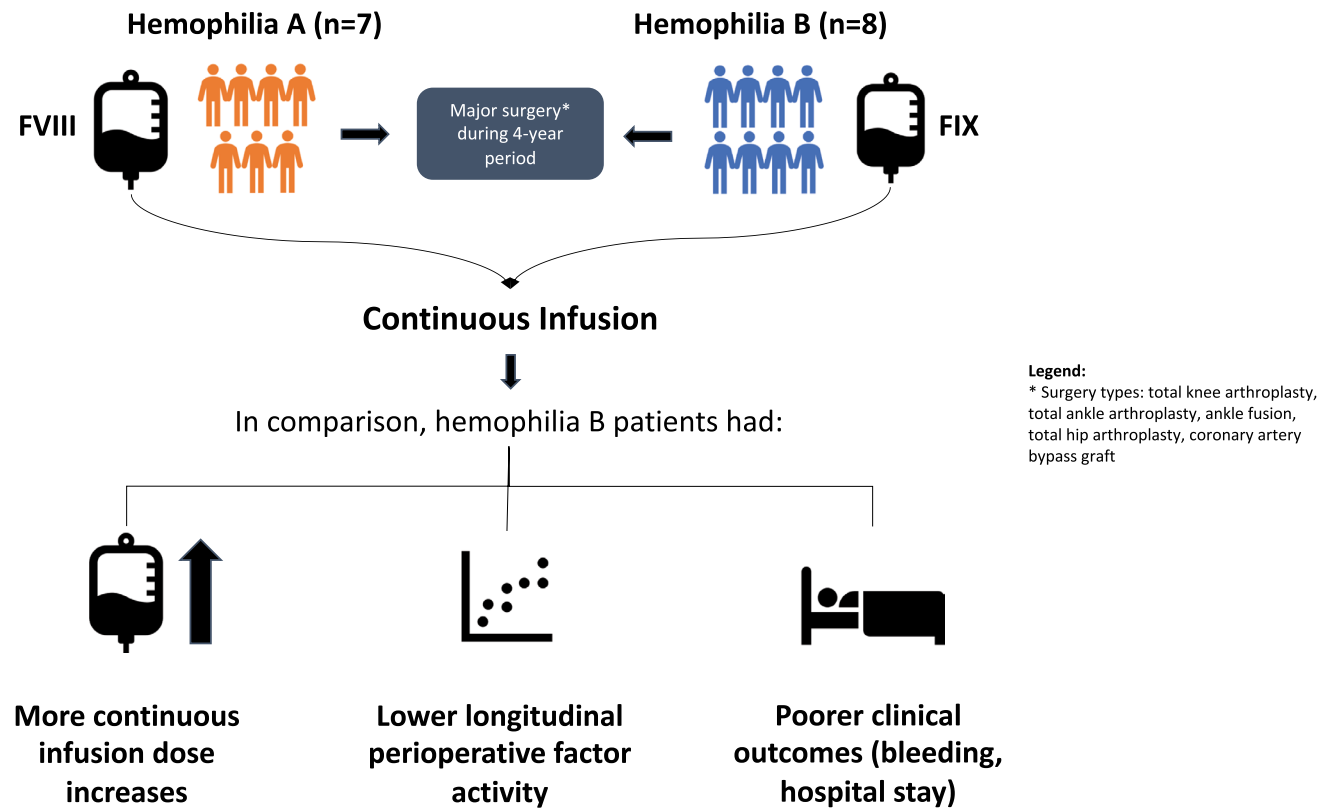 Hemophilia A (n=7)
Hemophilia B (n=8)
FVIII
Major surgery*
during 4-year
period
FIX
Continuous Infusion
In comparison, hemophilia B patients had:
Legend:
* Surgery types: total knee arthroplasty,
total ankle arthroplasty, ankle fusion,
total hip arthroplasty, coronary artery
bypass graft
More continuous
infusion dose
increases
Lower longitudinal
perioperative factor
activity
Poorer clinical
outcomes (bleeding,
hospital stay)